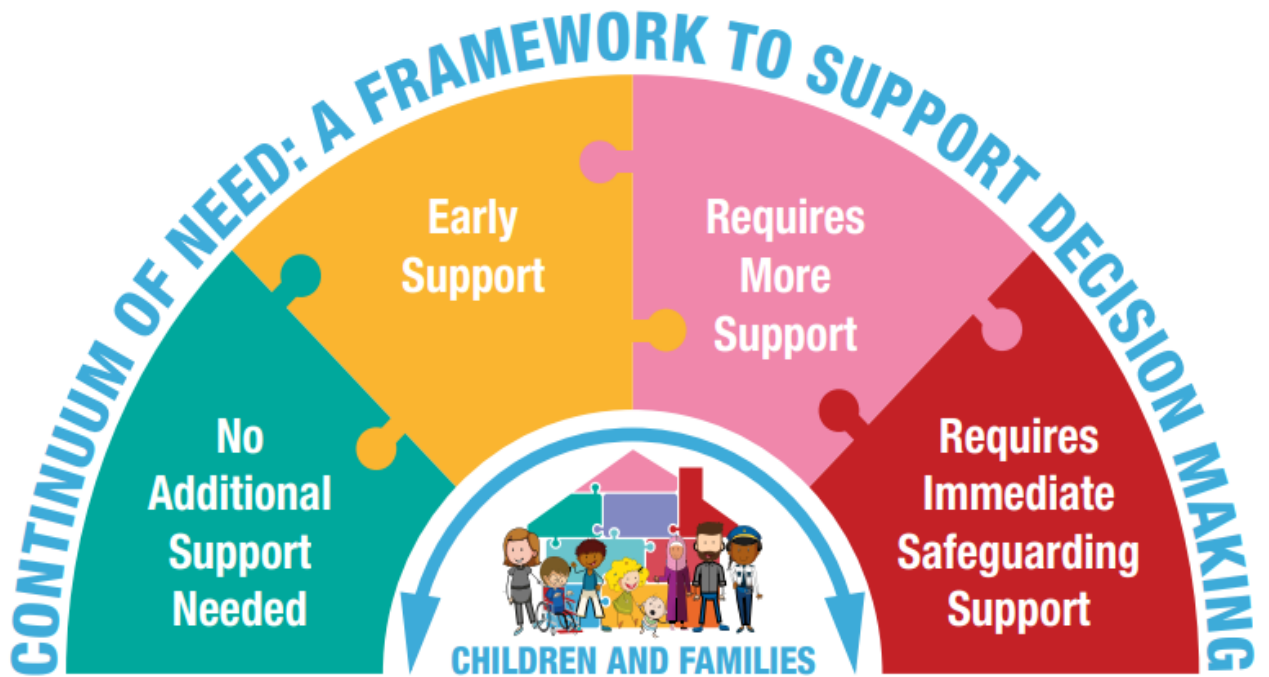 CONTINUUM OF NEED: A FRAMEWORK TO SUPPORT DECISION MAKING
Early
Support
Requires
More
Support
No
Additional
Support
Needed
Requires
Immediate
Safeguarding
Support
CHILDREN AND FAMILIES